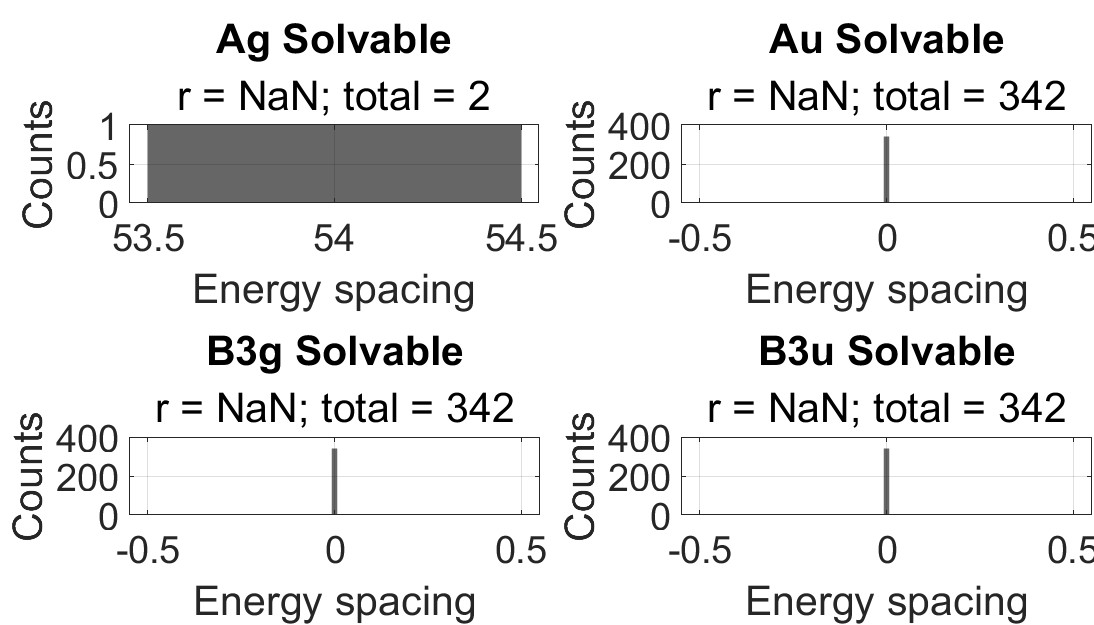 Ag Solvable
r = NaN; total = 2
Counts
1
0.5
0
53.5 54 54.5
Energy spacing
Au Solvable
r = NaN; total = 342
Counts
400
200
0
-0.5 0 0.5
Energy spacing
B3g Solvable
r = NaN; total = 342
Counts
400
200
0
-0.5 0 0.5
Energy spacing
B3u Solvable
r = NaN; total = 342
Counts
400
200
0
-0.5 0 0.5
Energy spacing